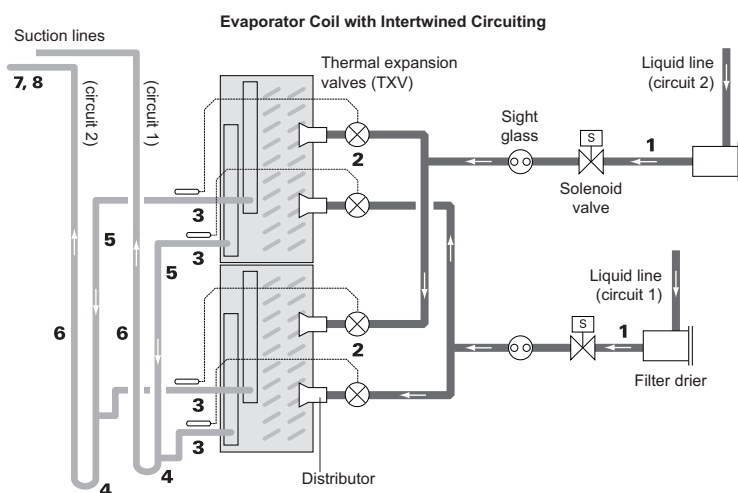 Evaporator Coil with Intertwined Circuiting
Suction lines
7, 8
(circuit 2)
(circuit 1)
Thermal expansion
valves (TXV)
Liquid line
(circuit 2)
Sight
glass
S
1
2
Solenoid
valve
3
5
3
5
Liquid line
(circuit 1)
S
1
6
6
2
Filter drier
3
3
4
4
Distributor